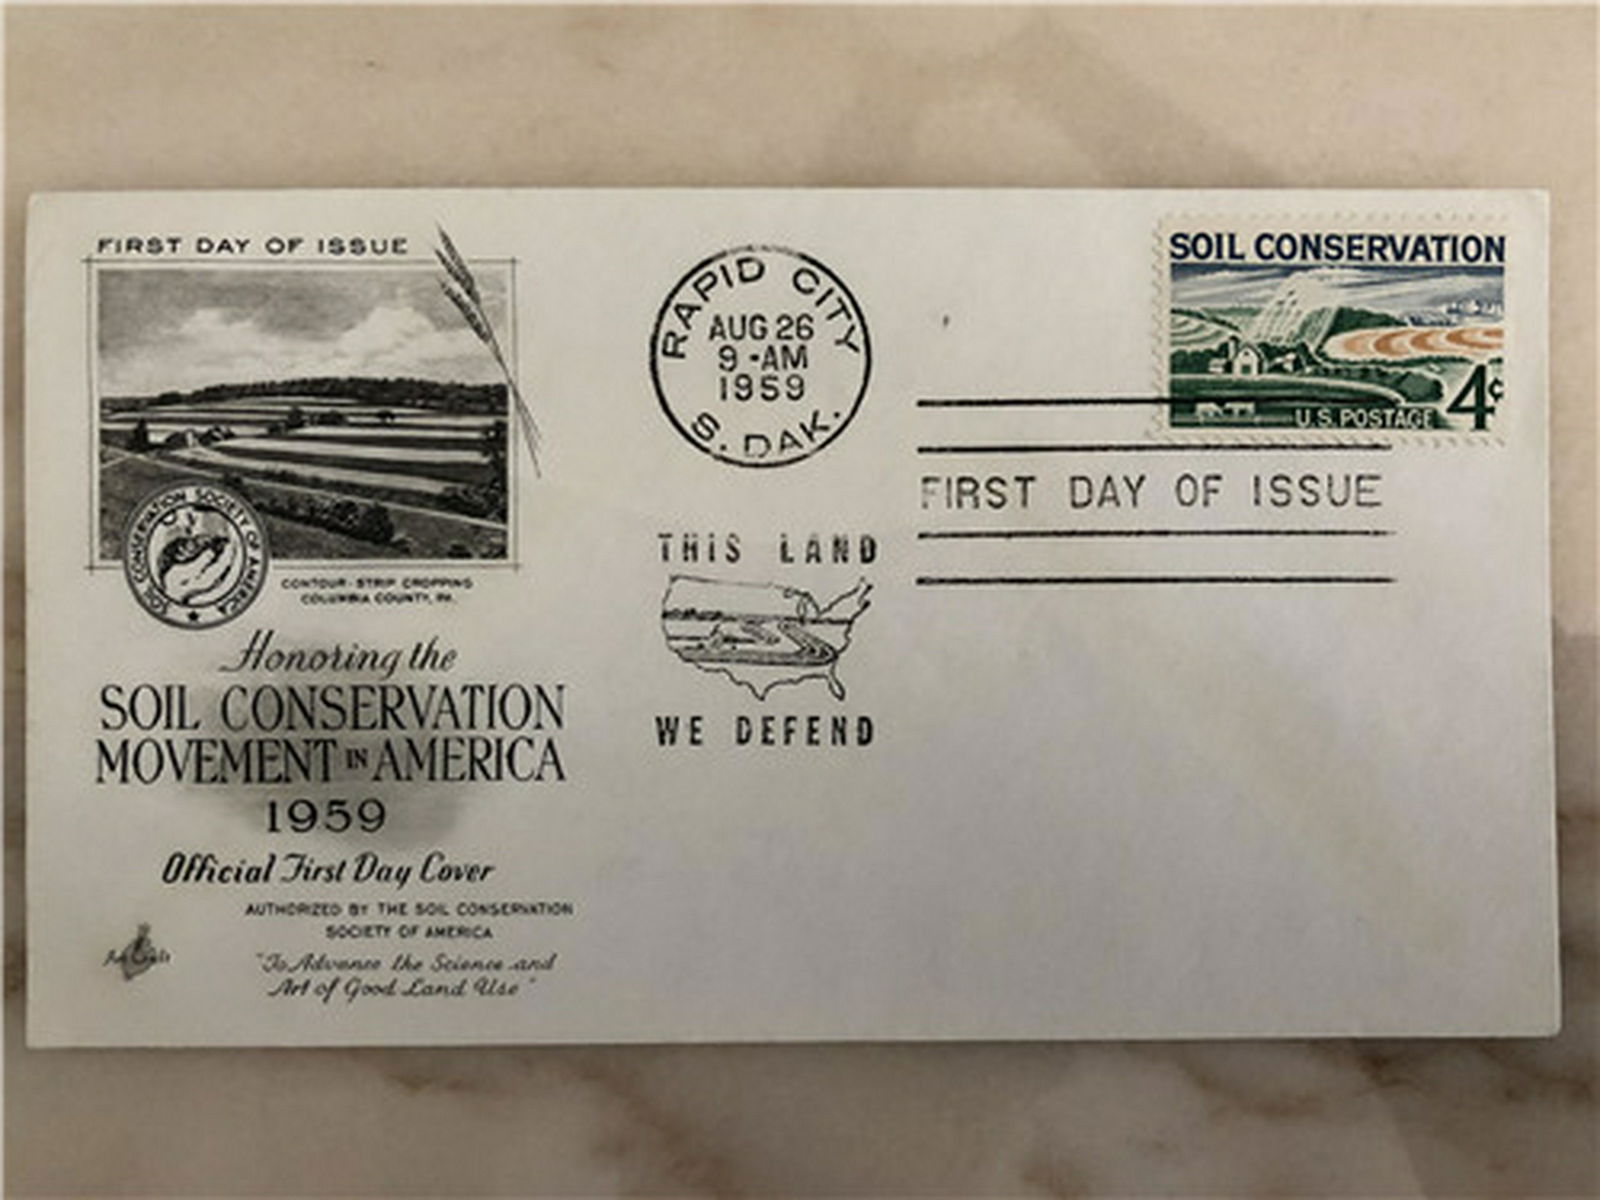 FIRST DAY OF ISSUE
SOIL CONSERVATION SOCIETY OF AMERICA
CONTOUR-STRIP CROPPING
COLUMBIA COUNTY, PA.
Honoring the
SOIL CONSERVATION
MOVEMENT IN AMERICA
1959
Official First Day Cover
AUTHORIZED BY THE SOIL CONSERVATION
SOCIETY OF AMERICA
"To Advance the Science and
Art of Good Land Use"
ArtCraft
RAPID CITY
AUG 26
9-AM
1959
S. DAK.
THIS LAND
WE DEFEND
SOIL CONSERVATION
4¢
U.S. POSTAGE
FIRST DAY OF ISSUE